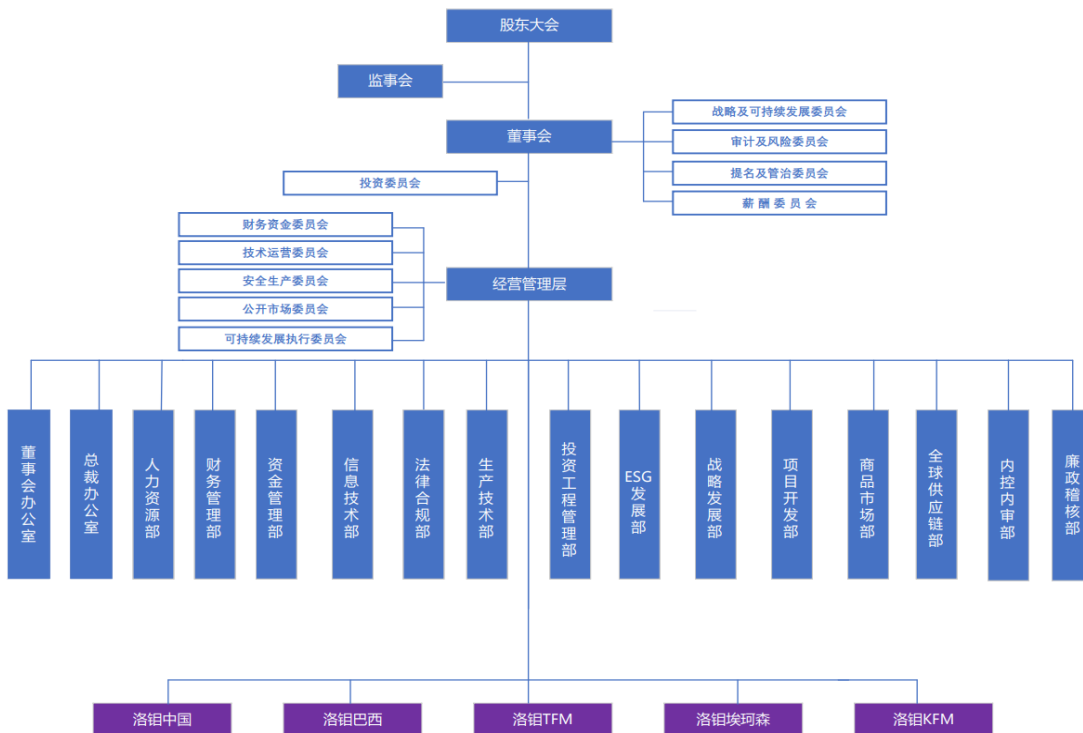 股东大会
监事会
董事会
战略及可持续发展委员会
审计及风险委员会
提名及管治委员会
薪酬委员会
投资委员会
财务资金委员会
技术运营委员会
安全生产委员会
公开市场委员会
可持续发展执行委员会
经营管理层
董事会办公室
总裁办公室
人力资源部
财务管理部
资金管理部
信息技术部
法律合规部
生产技术部
投资工程管理部
ESG发展部
战略发展部
项目开发部
商品市场部
全球供应链部
内控内审部
廉政稽核部
洛钼中国
洛钼巴西
洛钼TFM
洛钼埃珂森
洛钼KFM